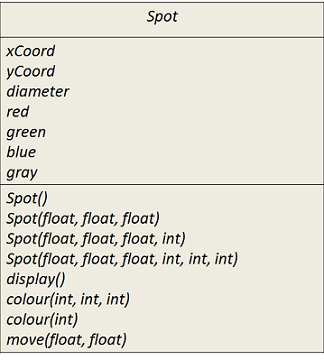 Spot
xCoord
yCoord
diameter
red
green
blue
gray
Spot()
Spot(float, float, float)
Spot(float, float, float, int)
Spot(float, float, float, int, int, int)
display()
colour(int, int, int)
colour(int)
move(float, float)